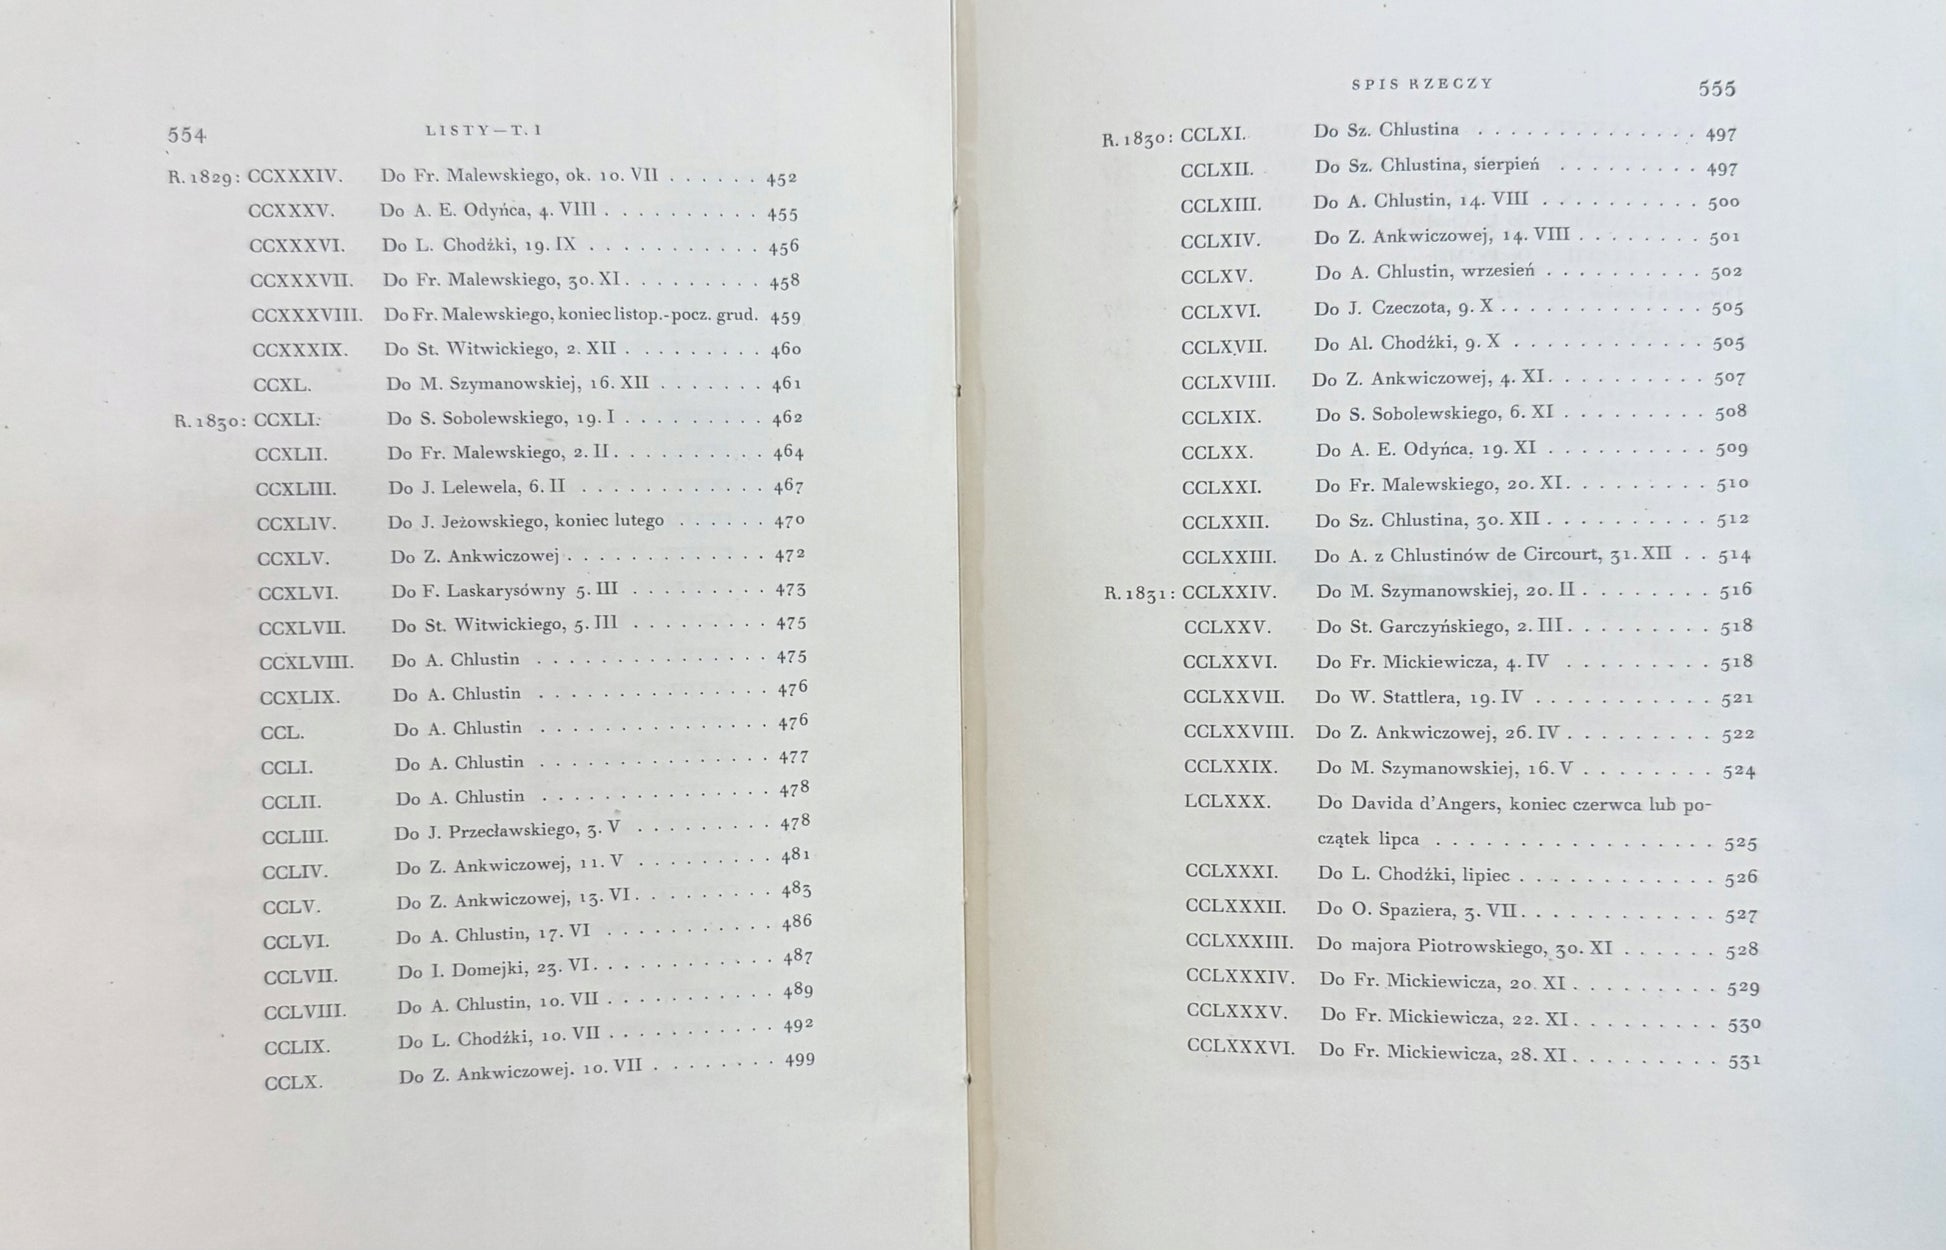 554
LISTY—T. I
R. 1829: CCXXXIV. Do Fr. Malewskiego, ok. 10. VII . . . . . . 452
CCXXXV. Do A. E. Odyńca, 4. VIII . . . . . . . . . . 455
CCXXXVI. Do L. Chodźki, 19. IX . . . . . . . . . . . 456
CCXXXVII. Do Fr. Malewskiego, 30. XI . . . . . . . . . 458
CCXXXVIII. Do Fr. Malewskiego, koniec listop.-pocz. grud. 459
CCXXXIX. Do St. Witwickiego, 2. XII . . . . . . . . . 460
CCXL. Do M. Szymanowskiej, 16. XII . . . . . . . 461
R. 1830: CCXLI. Do S. Sobolewskiego, 19. I . . . . . . . . . 462
CCXLII. Do Fr. Malewskiego, 2. II . . . . . . . . . . 464
CCXLIII. Do J. Lelewela, 6. II . . . . . . . . . . . . 467
CCXLIV. Do J. Jeżowskiego, koniec lutego . . . . . . 470
CCXLV. Do Z. Ankwiczowej . . . . . . . . . . . . . 472
CCXLVI. Do F. Laskarysówny 5. III . . . . . . . . . 473
CCXLVII. Do St. Witwickiego, 5. III . . . . . . . . . 475
CCXLVIII. Do A. Chlustin . . . . . . . . . . . . . . . 475
CCXLIX. Do A. Chlustin . . . . . . . . . . . . . . . 476
CCL. Do A. Chlustin . . . . . . . . . . . . . . . 476
CCLI. Do A. Chlustin . . . . . . . . . . . . . . . 477
CCLII. Do A. Chlustin . . . . . . . . . . . . . . . 478
CCLIII. Do J. Przecławskiego, 3. V . . . . . . . . . 478
CCLIV. Do Z. Ankwiczowej, 11. V . . . . . . . . . 481
CCLV. Do Z. Ankwiczowej, 13. VI . . . . . . . . . 483
CCLVI. Do A. Chlustin, 17. VI . . . . . . . . . . . 486
CCLVII. Do I. Domejki, 23. VI . . . . . . . . . . . . 487
CCLVIII. Do A. Chlustin, 10. VII . . . . . . . . . . . 489
CCLIX. Do L. Chodźki, 10. VII . . . . . . . . . . . 492
CCLX. Do Z. Ankwiczowej. 10. VII . . . . . . . . 499
SPIS RZECZY
555
R. 1830: CCLXI. Do Sz. Chlustina . . . . . . . . . . . . . . 497
CCLXII. Do Sz. Chlustina, sierpień . . . . . . . . . 497
CCLXIII. Do A. Chlustin, 14. VIII . . . . . . . . . . 500
CCLXIV. Do Z. Ankwiczowej, 14. VIII . . . . . . . . 501
CCLXV. Do A. Chlustin, wrzesień . . . . . . . . . . 502
CCLXVI. Do J. Czeczota, 9. X . . . . . . . . . . . . . 505
CCLXVII. Do Al. Chodźki, 9. X . . . . . . . . . . . . 505
CCLXVIII. Do Z. Ankwiczowej, 4. XI . . . . . . . . . . 507
CCLXIX. Do S. Sobolewskiego, 6. XI . . . . . . . . . 508
CCLXX. Do A. E. Odyńca, 19. XI . . . . . . . . . . 509
CCLXXI. Do Fr. Malewskiego, 20. XI . . . . . . . . . 510
CCLXXII. Do Sz. Chlustina, 30. XII . . . . . . . . . . 512
CCLXXIII. Do A. z Chlustinów de Circourt, 31. XII . . 514
R. 1831: CCLXXIV. Do M. Szymanowskiej, 20. II . . . . . . . . 516
CCLXXV. Do St. Garczyńskiego, 2. III . . . . . . . . . 518
CCLXXVI. Do Fr. Mickiewicza, 4. IV . . . . . . . . . 518
CCLXXVII. Do W. Stattlera, 19. IV . . . . . . . . . . . 521
CCLXXVIII. Do Z. Ankwiczowej, 26. IV . . . . . . . . . 522
CCLXXIX. Do M. Szymanowskiej, 16. V . . . . . . . . 524
LCLXXX. Do Davida d'Angers, koniec czerwca lub po-
czątek lipca . . . . . . . . . . . . . . . . . 525
CCLXXXI. Do L. Chodźki, lipiec . . . . . . . . . . . . 526
CCLXXXII. Do O. Spaziera, 3. VII . . . . . . . . . . . . 527
CCLXXXIII. Do majora Piotrowskiego, 30. XI . . . . . . 528
CCLXXXIV. Do Fr. Mickiewicza, 20. XI . . . . . . . . . 529
CCLXXXV. Do Fr. Mickiewicza, 22. XI . . . . . . . . . 530
CCLXXXVI. Do Fr. Mickiewicza, 28. XI . . . . . . . . . 531